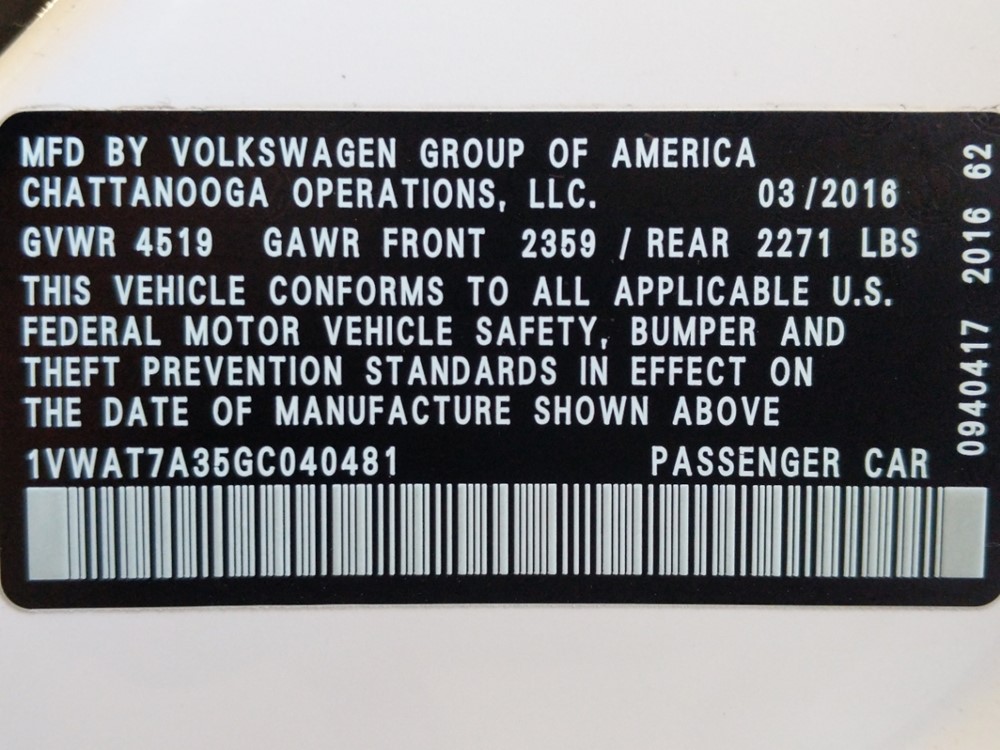 MFD BY VOLKSWAGEN GROUP OF AMERICA
CHATTANOOGA OPERATIONS, LLC. 03/2016
GVWR 4519 GAWR FRONT 2359 / REAR 2271 LBS
THIS VEHICLE CONFORMS TO ALL APPLICABLE U.S.
FEDERAL MOTOR VEHICLE SAFETY, BUMPER AND
THEFT PREVENTION STANDARDS IN EFFECT ON
THE DATE OF MANUFACTURE SHOWN ABOVE
1VWAT7A35GC040481 PASSENGER CAR
0940417 2016 62